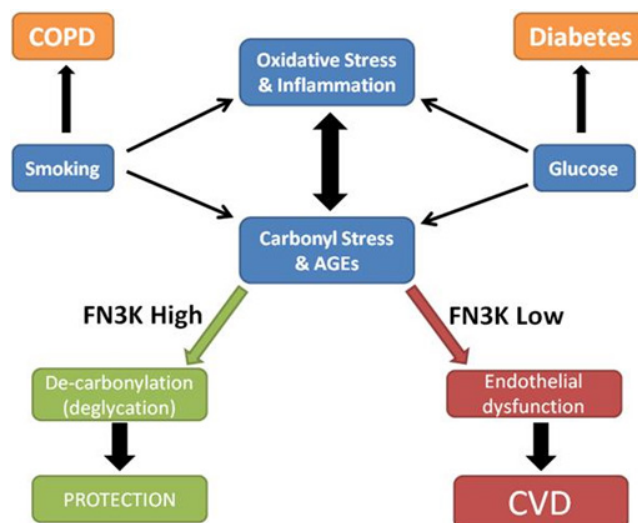 COPD
Diabetes
Oxidative Stress
& Inflammation
Smoking
Glucose
Carbonyl Stress
& AGEs
FN3K High
FN3K Low
De-carbonylation
(deglycation)
Endothelial
dysfunction
PROTECTION
CVD